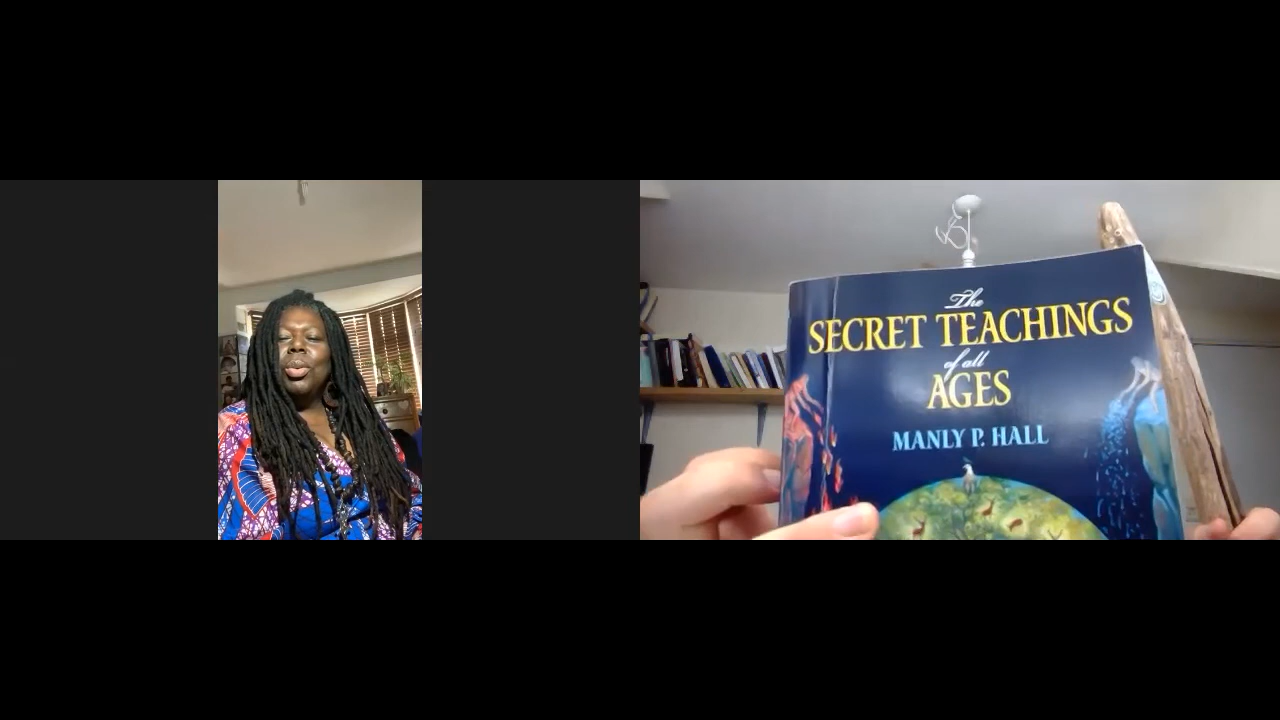 The
SECRET TEACHINGS
of all
AGES
MANLY P. HALL